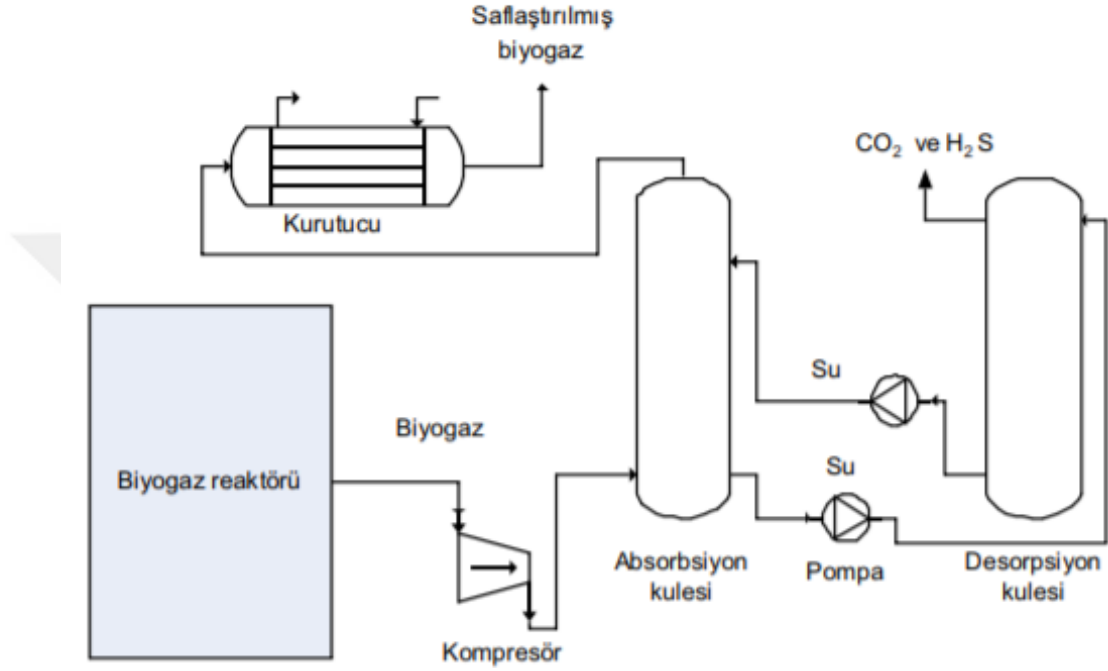 Saflaştırılmış
biyogaz
CO₂ ve H₂S
Kurutucu
Su
Biyogaz
Su
Biyogaz reaktörü
Absorbsiyon
kulesi
Pompa
Desorpsiyon
kulesi
Kompresör